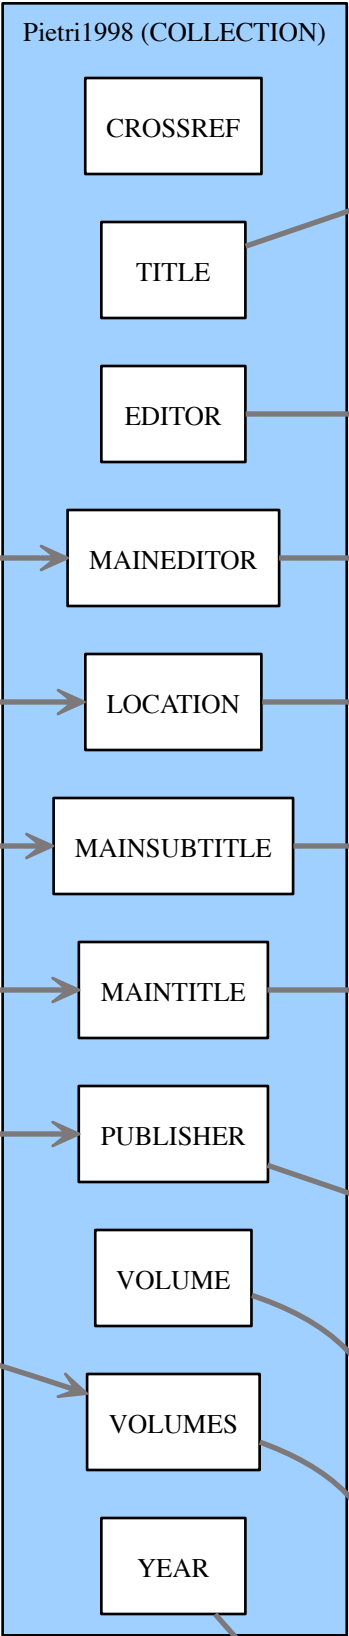 Pietri1998 (COLLECTION)
CROSSREF
TITLE
EDITOR
MAINEDITOR
LOCATION
MAINSUBTITLE
MAINTITLE
PUBLISHER
VOLUME
VOLUMES
YEAR